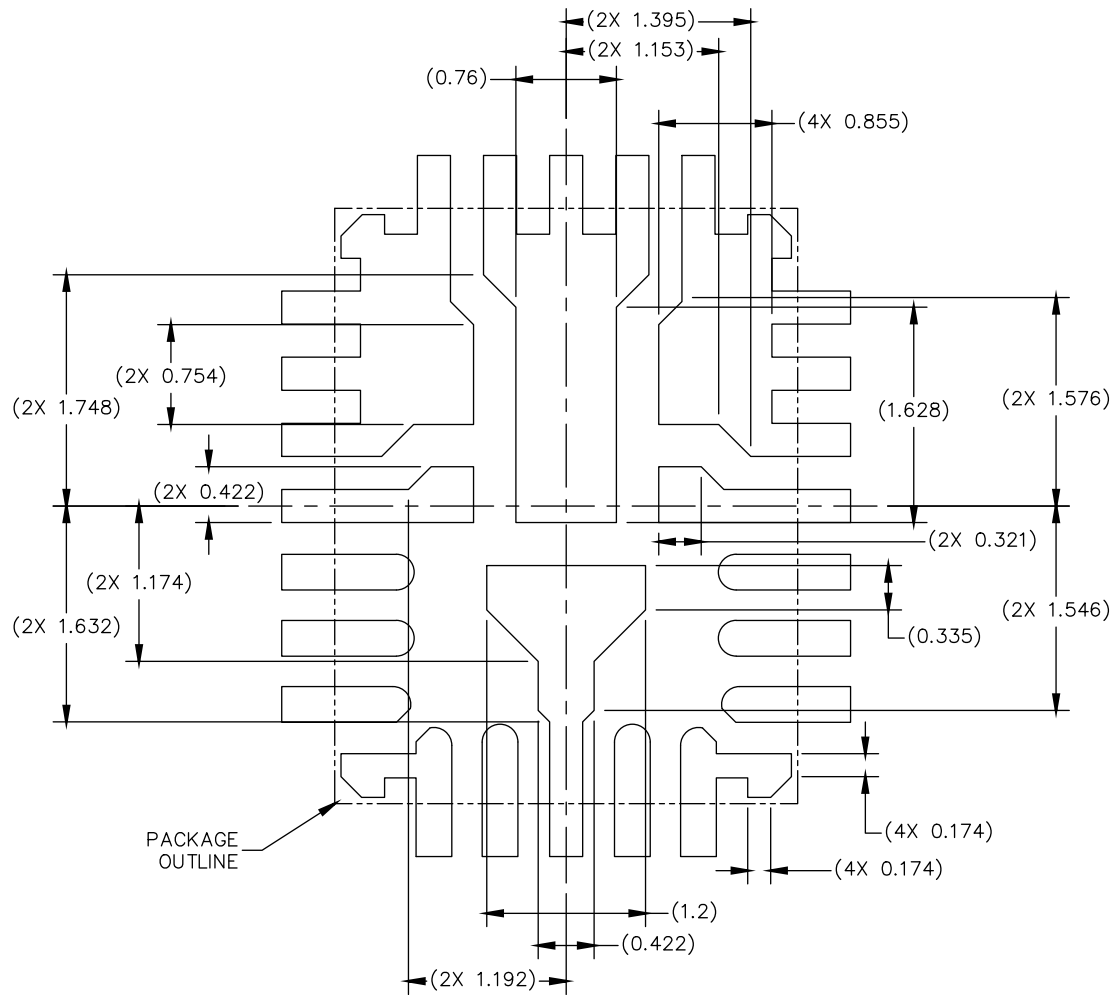 (2X 1.395)
(2X 1.153)
(0.76)
(4X 0.855)
(2X 0.754)
(2X 1.748)
(1.628)
(2X 1.576)
(2X 0.422)
(2X 0.321)
(2X 1.174)
(2X 1.632)
(2X 1.546)
(0.335)
PACKAGE
OUTLINE
(4X 0.174)
(4X 0.174)
(1.2)
(0.422)
(2X 1.192)